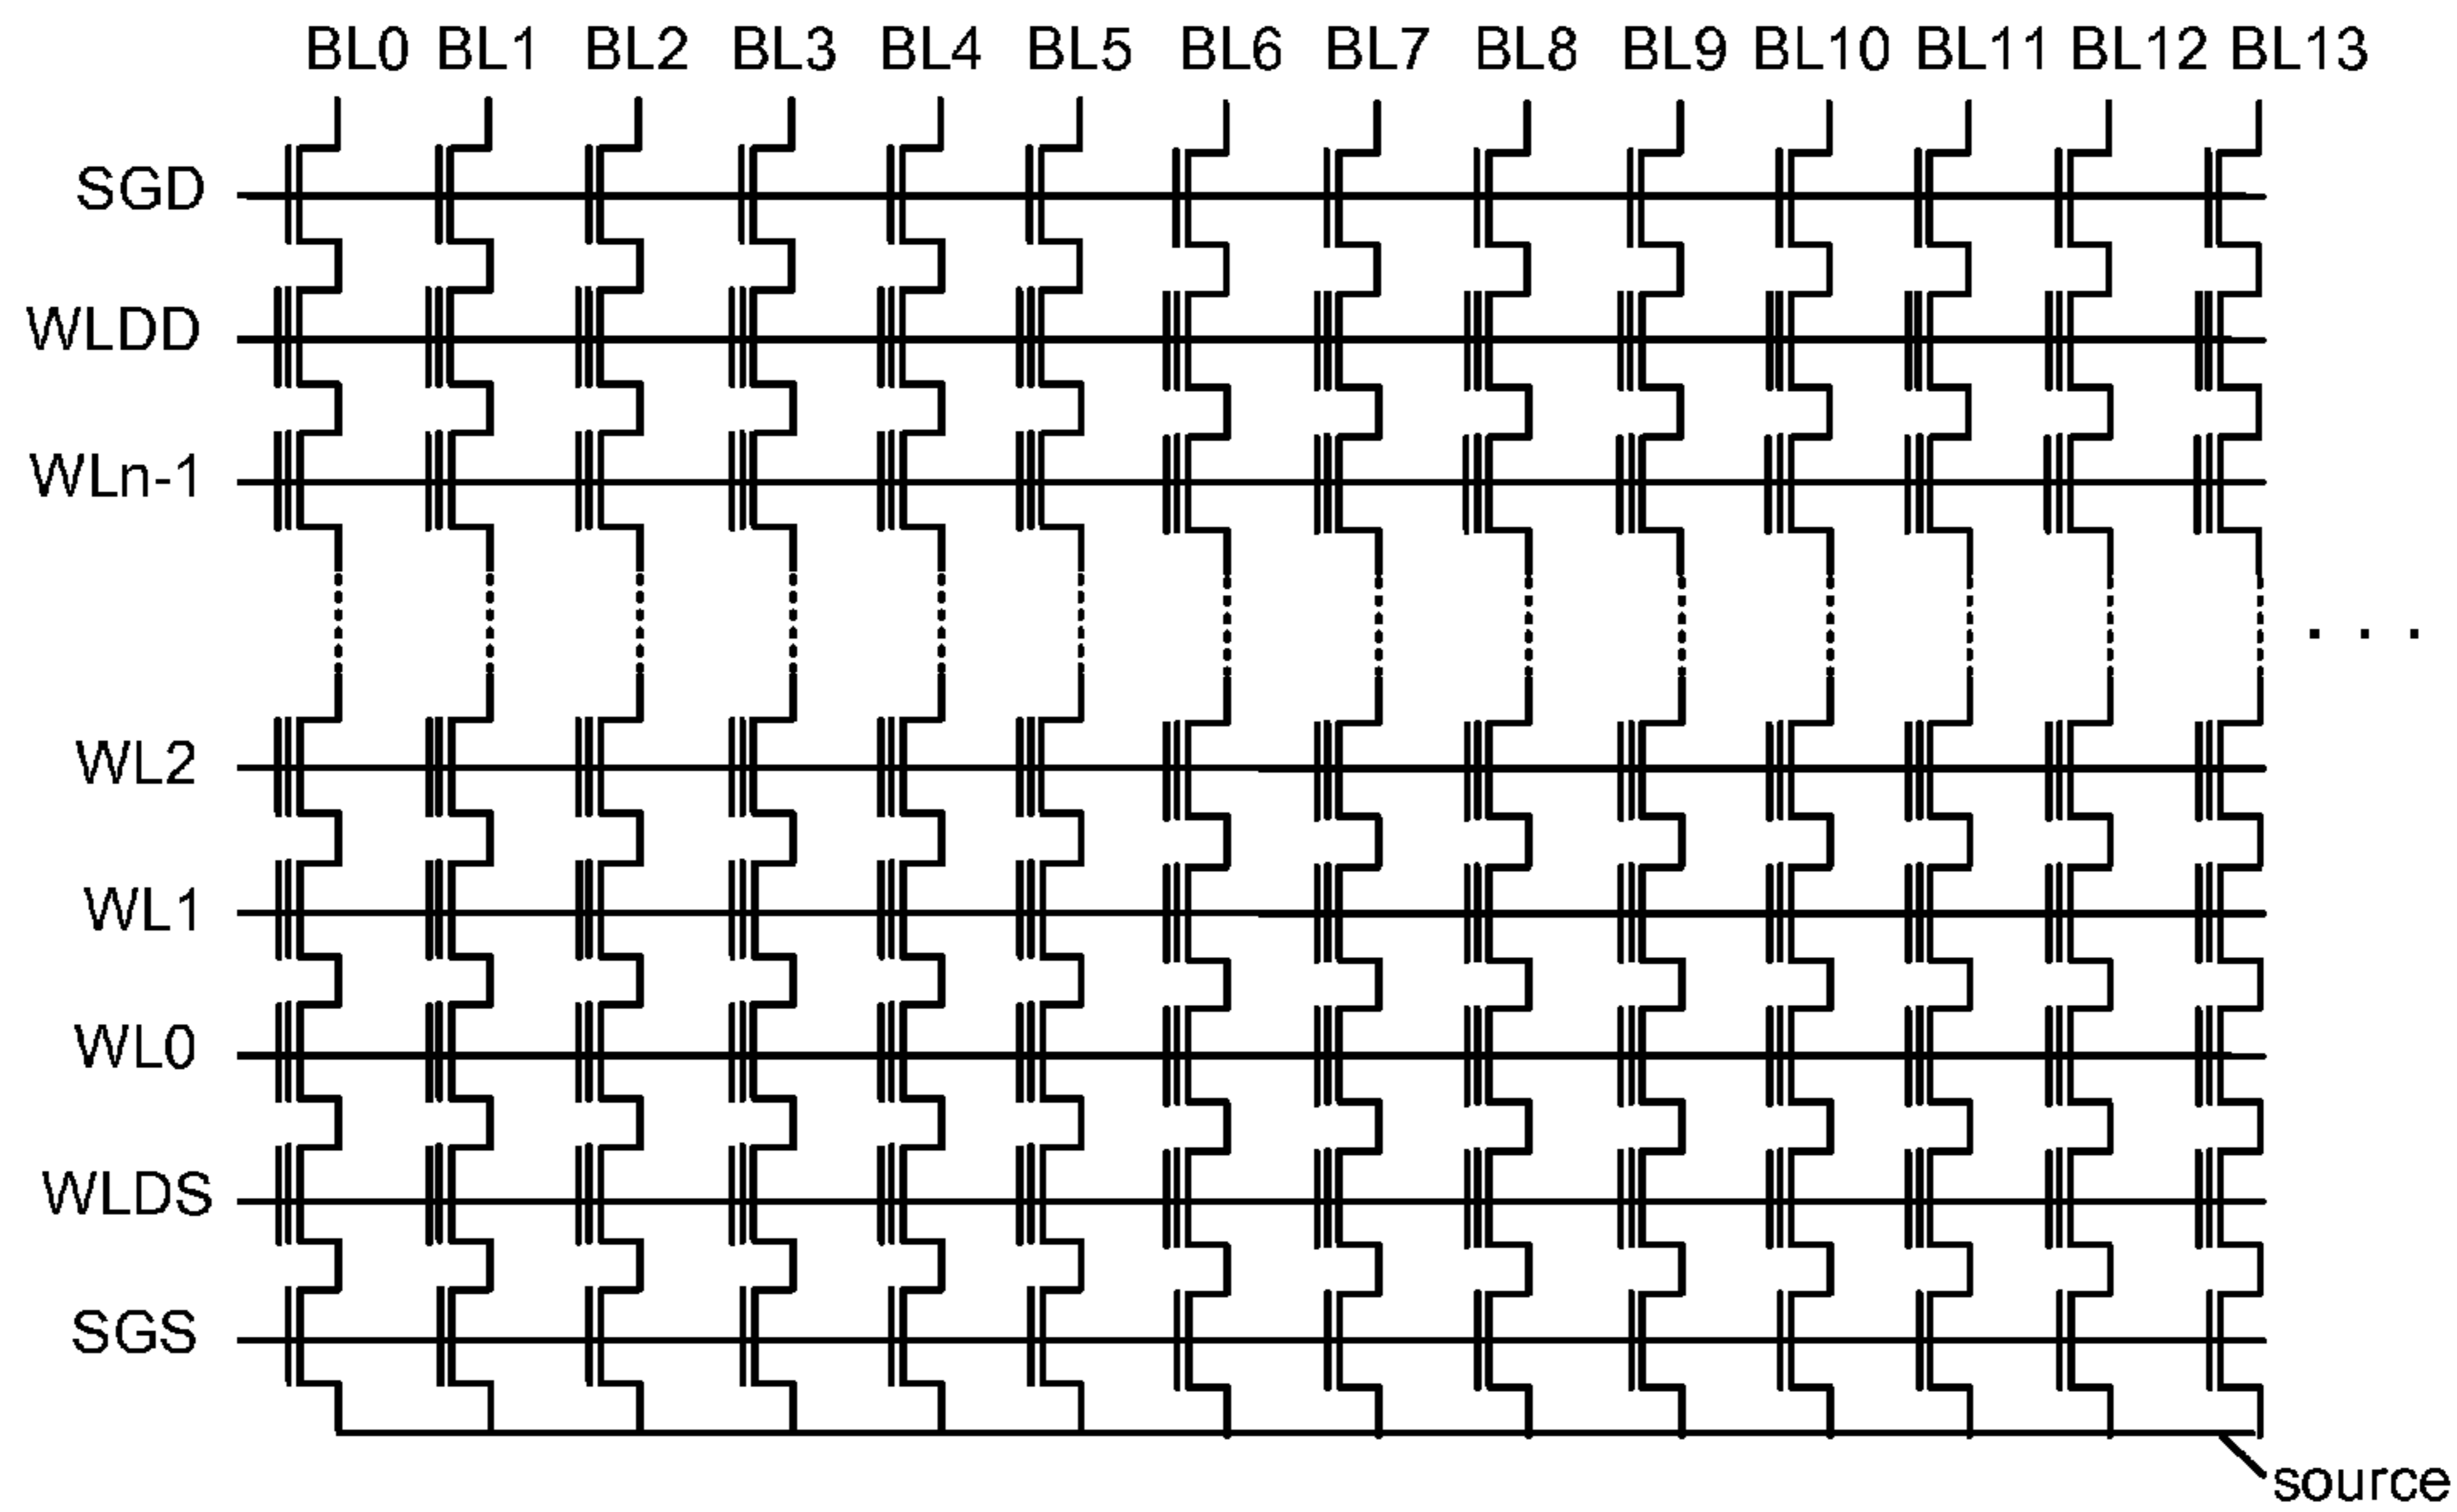 BL0 BL1 BL2 BL3 BL4 BL5 BL6 BL7 BL8 BL9 BL10 BL11 BL12 BL13
SGD
WLDD
WLn-1
. . .
WL2
WL1
WL0
WLDS
SGS
source